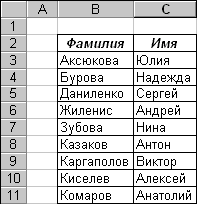 A B C
1
2 Фамилия Имя
3 Аксюкова Юлия
4 Бурова Надежда
5 Даниленко Сергей
6 Жиленис Андрей
7 Зубова Нина
8 Казаков Антон
9 Каргаполов Виктор
10 Киселев Алексей
11 Комаров Анатолий